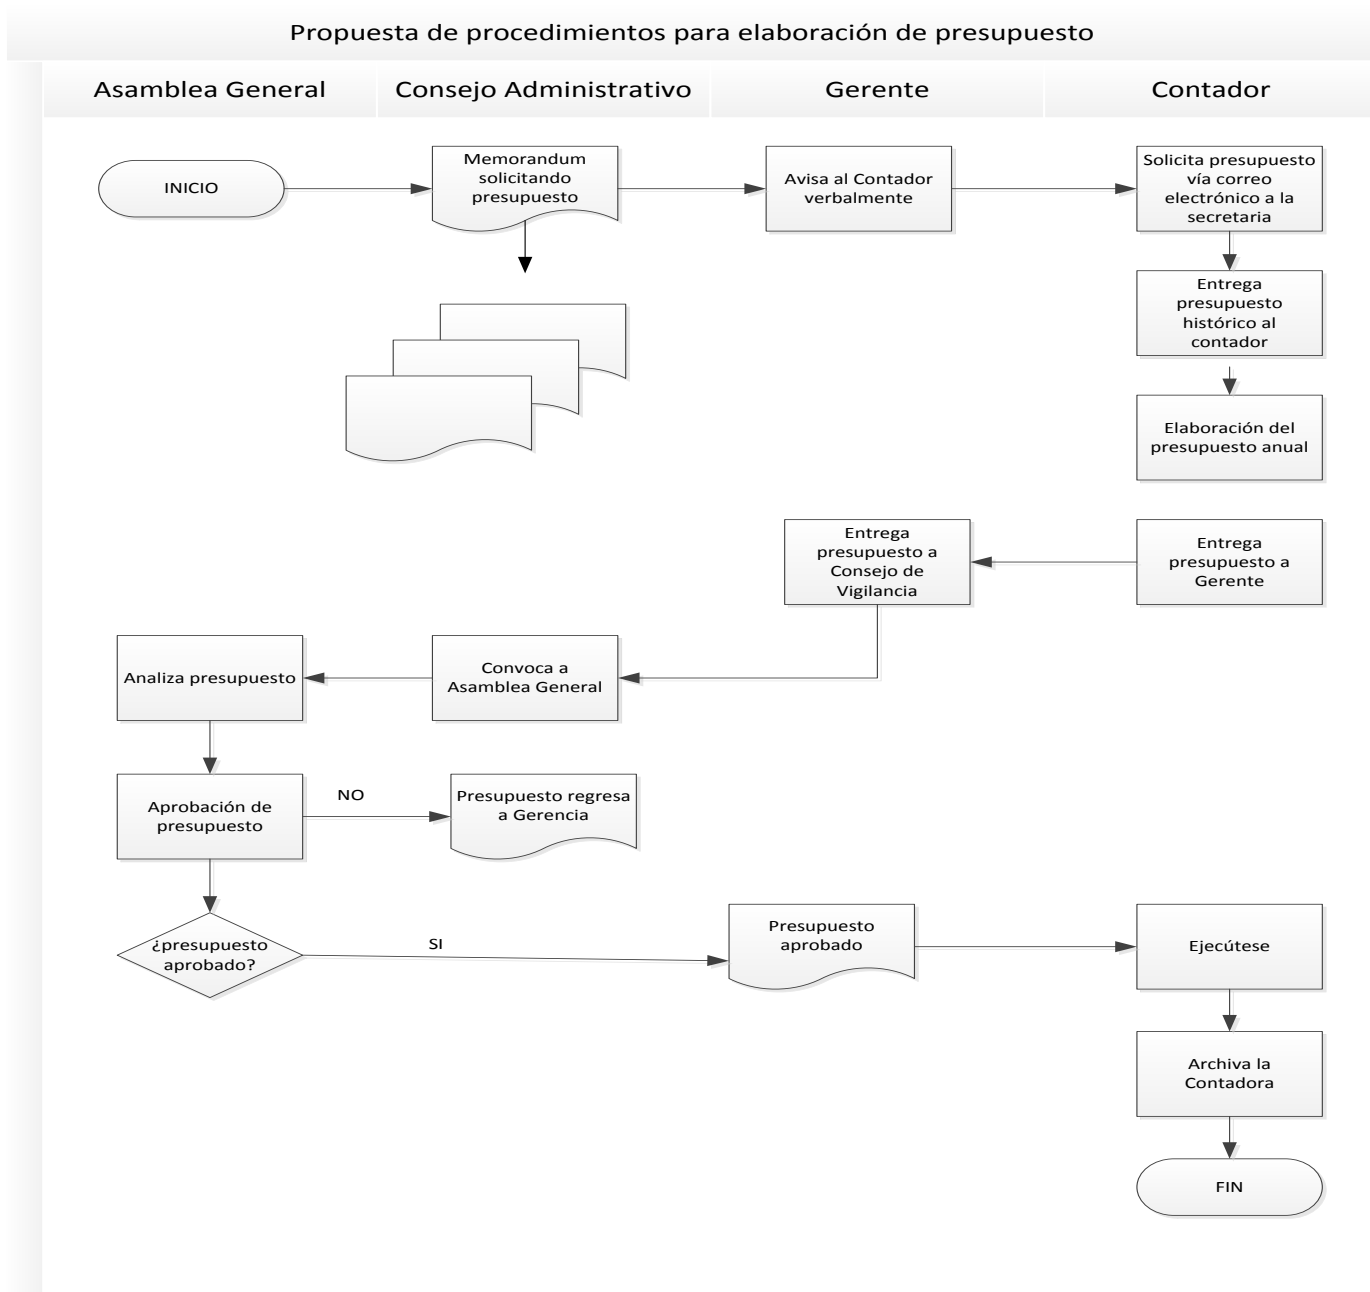 Propuesta de procedimientos para elaboración de presupuesto
Asamblea General
Consejo Administrativo
Gerente
Contador
INICIO
Memorandum
solicitando
presupuesto
Avisa al Contador
verbalmente
Solicita presupuesto
vía correo
electrónico a la
secretaria
Entrega
presupuesto
histórico al
contador
Elaboración del
presupuesto anual
Entrega
presupuesto a
Consejo de
Vigilancia
Entrega
presupuesto a
Gerente
Analiza presupuesto
Convoca a
Asamblea General
Aprobación de
presupuesto
NO
Presupuesto regresa
a Gerencia
¿presupuesto
aprobado?
SI
Presupuesto
aprobado
Ejecútese
Archiva la
Contadora
FIN